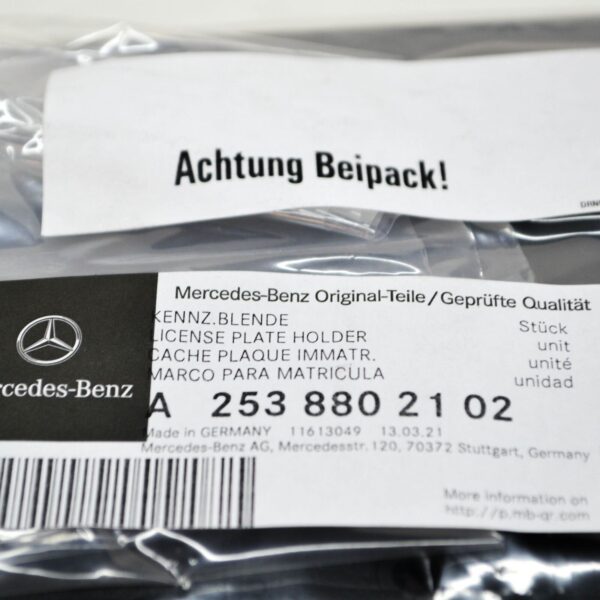 Achtung Beipack!
Mercedes-Benz Original-Teile/Geprüfte Qualität
KENNZ.BLENDE Stück
LICENSE PLATE HOLDER unit
CACHE PLAQUE IMMATR. unité
MARCO PARA MATRICULA unidad
rcedes-Benz
A 253 880 21 02
Made in GERMANY 11613049 13.03.21
Mercedes-Benz AG, Mercedesstr. 120, 70372 Stuttgart, Germany
More information on
http://p.mb-qr.com